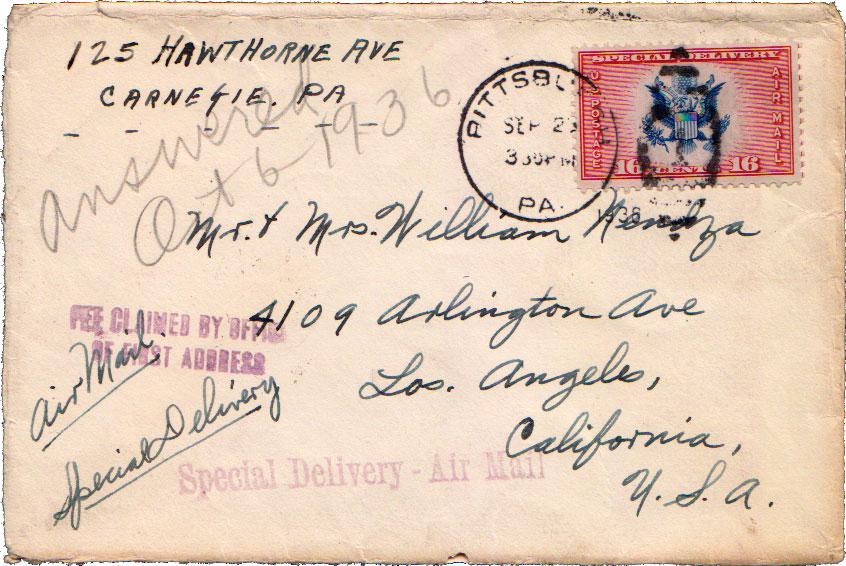 125 HAWTHORNE AVE
CARNEGIE. PA
answered
Oct 6 1936
PITTSBURGH
SEP 2
3 30 PM
PA.
1936
SPECIAL DELIVERY
U.S. POSTAGE
AIR MAIL
16 CENTS 16
Mr. & Mrs. William
4109 Arlington Ave
Los. Angeles,
California,
U. S. A.
FEE CLAIMED BY OFFICE
OF FIRST ADDRESS
Air Mail.
Special Delivery
Special Delivery - Air Mail